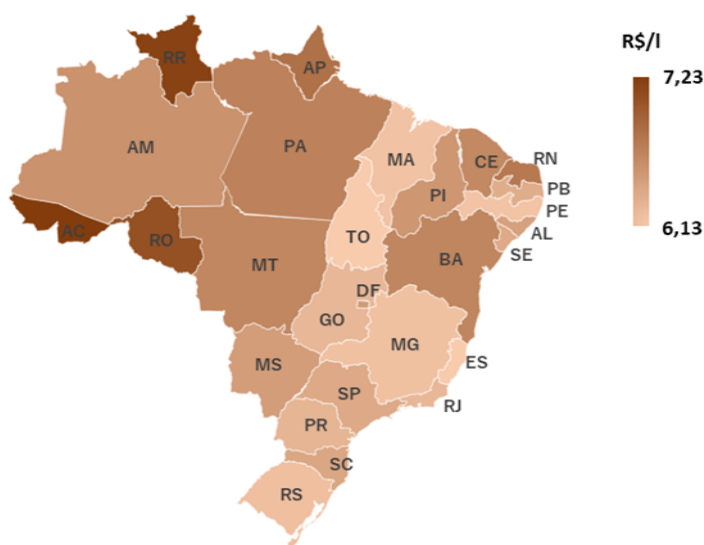 R$/l
7,23
6,13
RR
AP
AM
PA
MA
CE
RN
PB
PE
AL
SE
PI
TO
BA
AC
RO
MT
DF
GO
MG
ES
RJ
MS
SP
PR
SC
RS